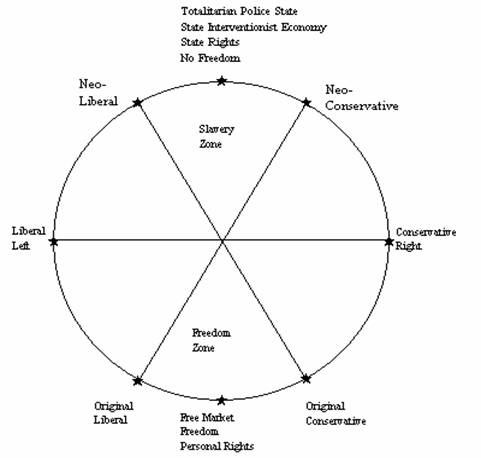 Totalitarian Police State
State Interventionist Economy
State Rights
No Freedom
Neo-
Liberal
Neo-
Conservative
Slavery
Zone
Liberal
Left
Conservative
Right
Freedom
Zone
Original
Liberal
Free Market
Freedom
Personal Rights
Original
Conservative